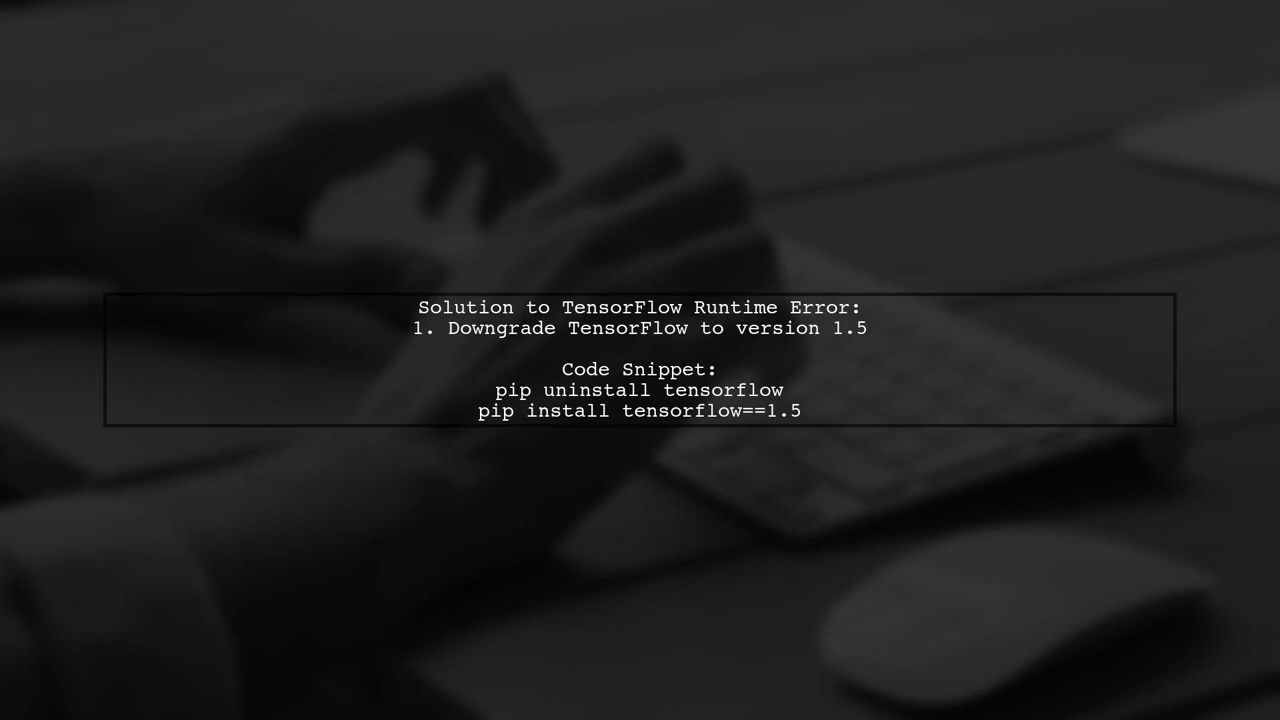 Solution to TensorFlow Runtime Error:
1. Downgrade TensorFlow to version 1.5
Code Snippet:
pip uninstall tensorflow
pip install tensorflow==1.5